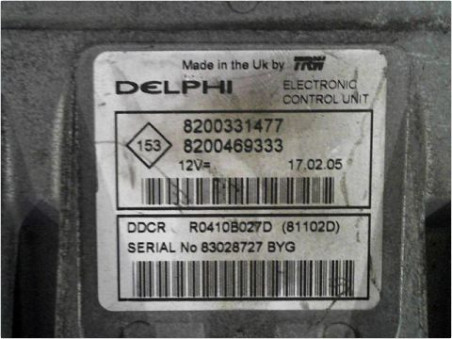 Made in the Uk by TRW
DELPHI
ELECTRONIC
CONTROL UNIT
153
8200331477
8200469333
12V= 17.02.05
DDCR R0410B027D (81102D)
SERIAL No 83028727 BYG